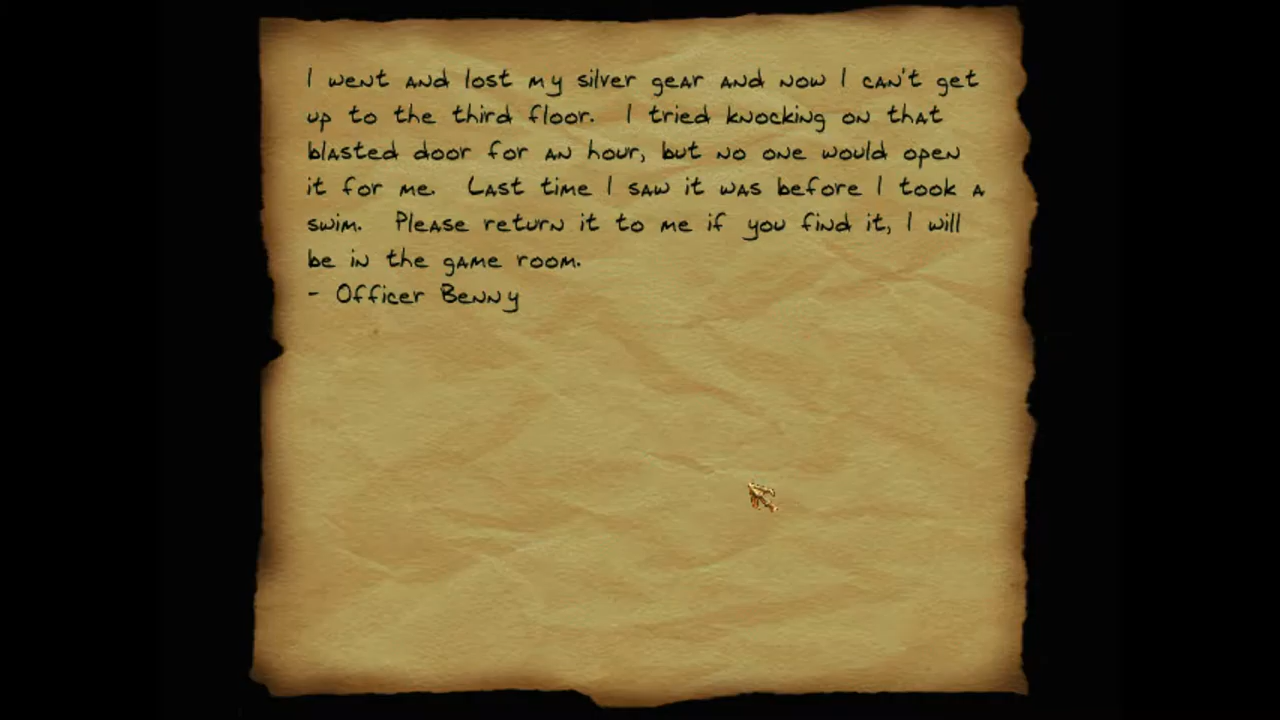 I went and lost my silver gear and now I can't get
up to the third floor. I tried knocking on that
blasted door for an hour, but no one would open
it for me. Last time I saw it was before I took a
swim. Please return it to me if you find it, I will
be in the game room.
- Officer Benny